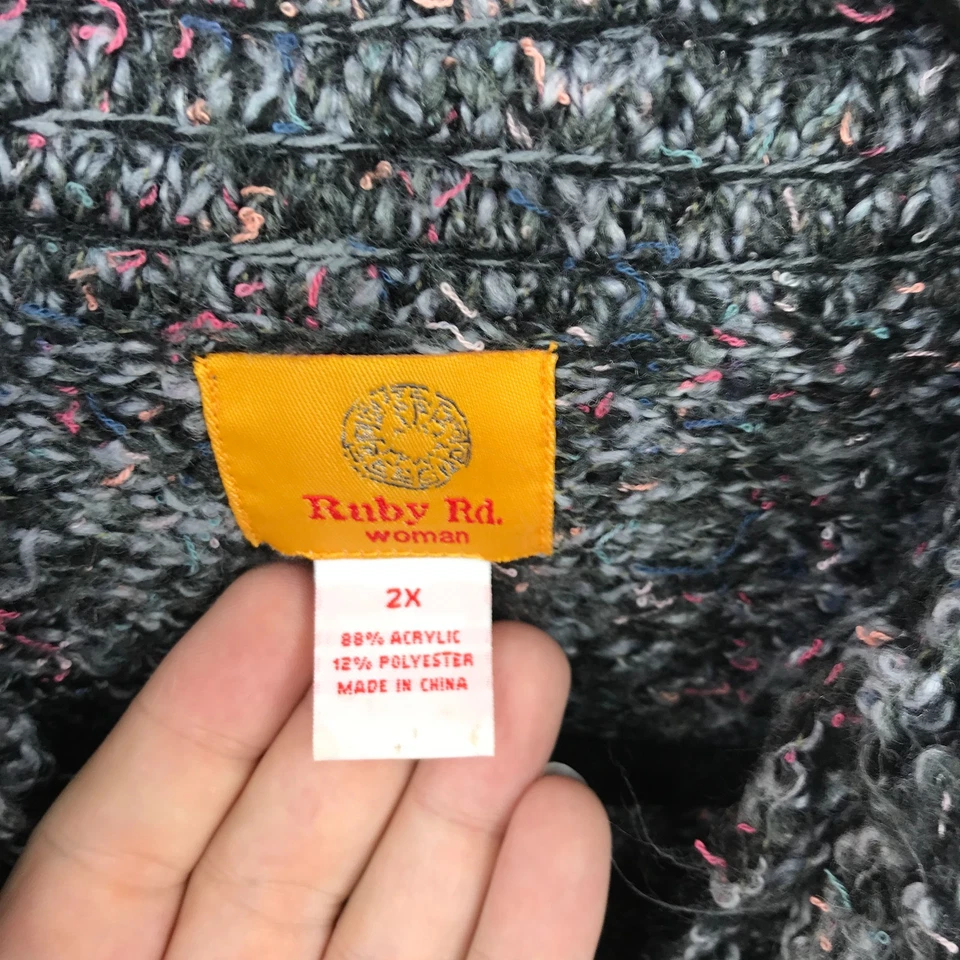 Ruby Rd.
woman
2X
88% ACRYLIC
12% POLYESTER
MADE IN CHINA